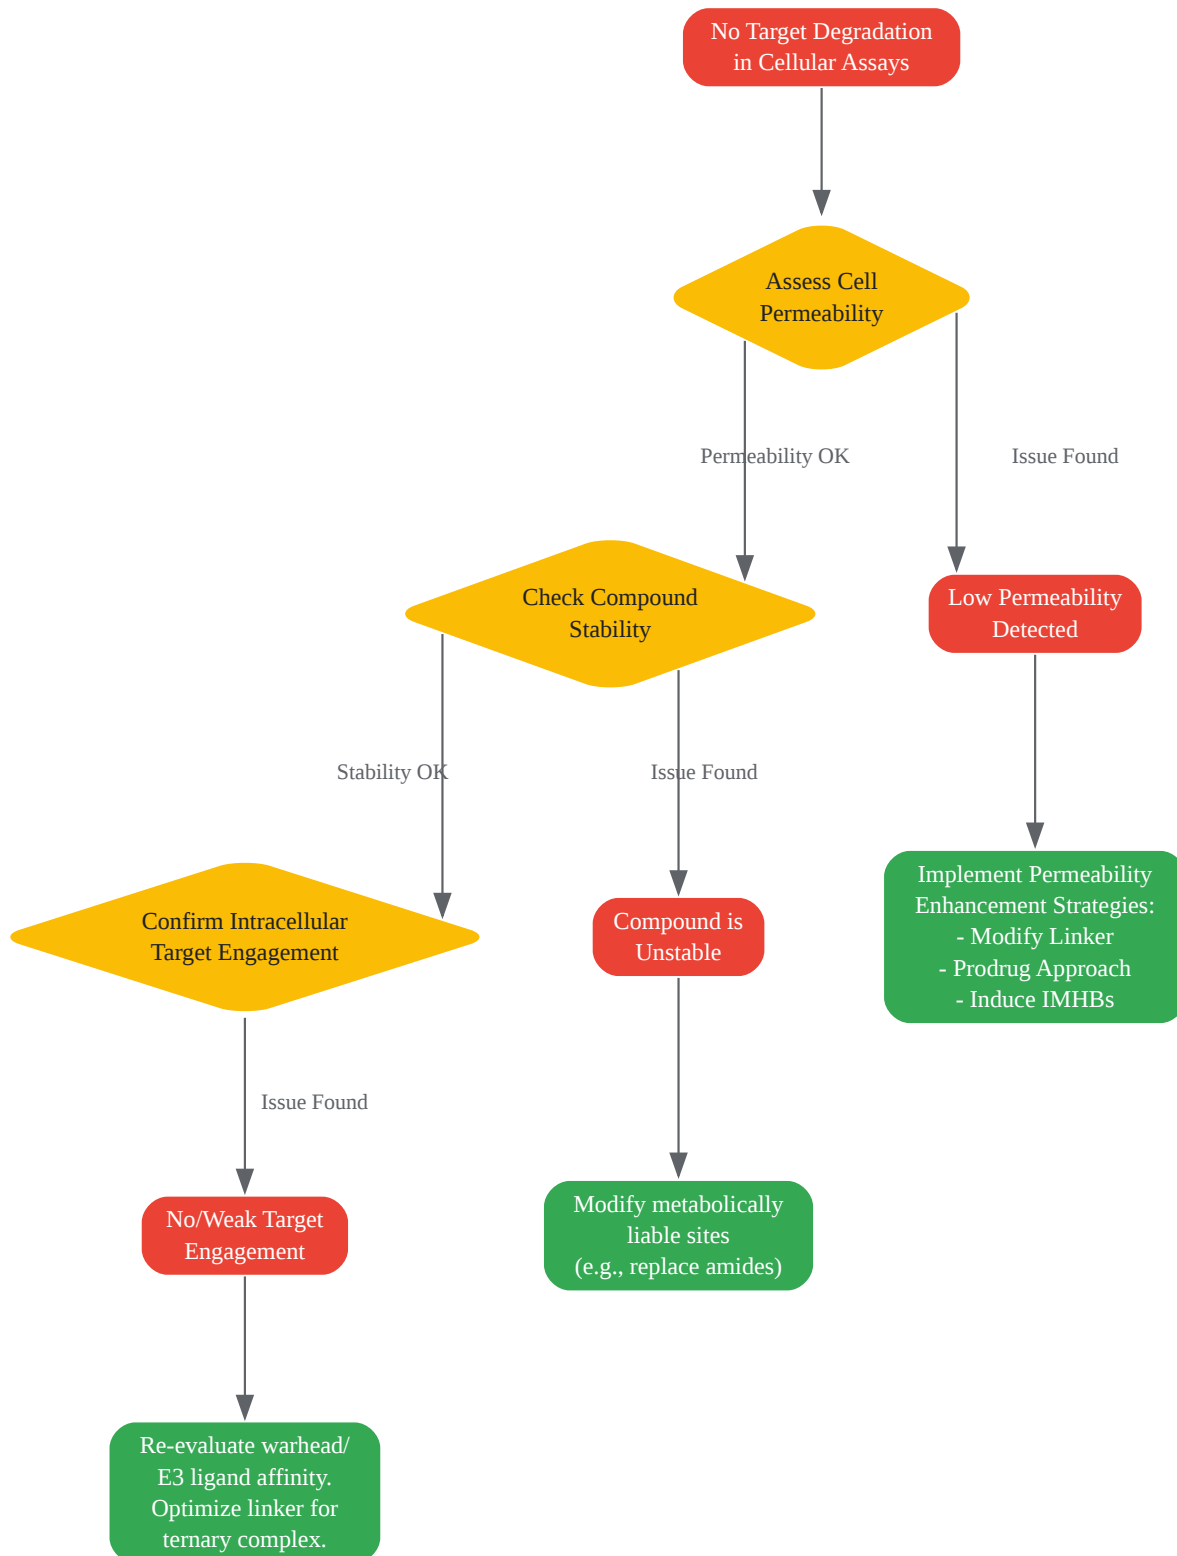 No Target Degradation
in Cellular Assays
Assess Cell
Permeability
Permeability OK
Issue Found
Check Compound
Stability
Low Permeability
Detected
Stability OK
Issue Found
Implement Permeability
Enhancement Strategies:
- Modify Linker
- Prodrug Approach
- Induce IMHBs
Confirm Intracellular
Target Engagement
Compound is
Unstable
Issue Found
No/Weak Target
Engagement
Modify metabolically
liable sites
(e.g., replace amides)
Re-evaluate warhead/
E3 ligand affinity.
Optimize linker for
ternary complex.